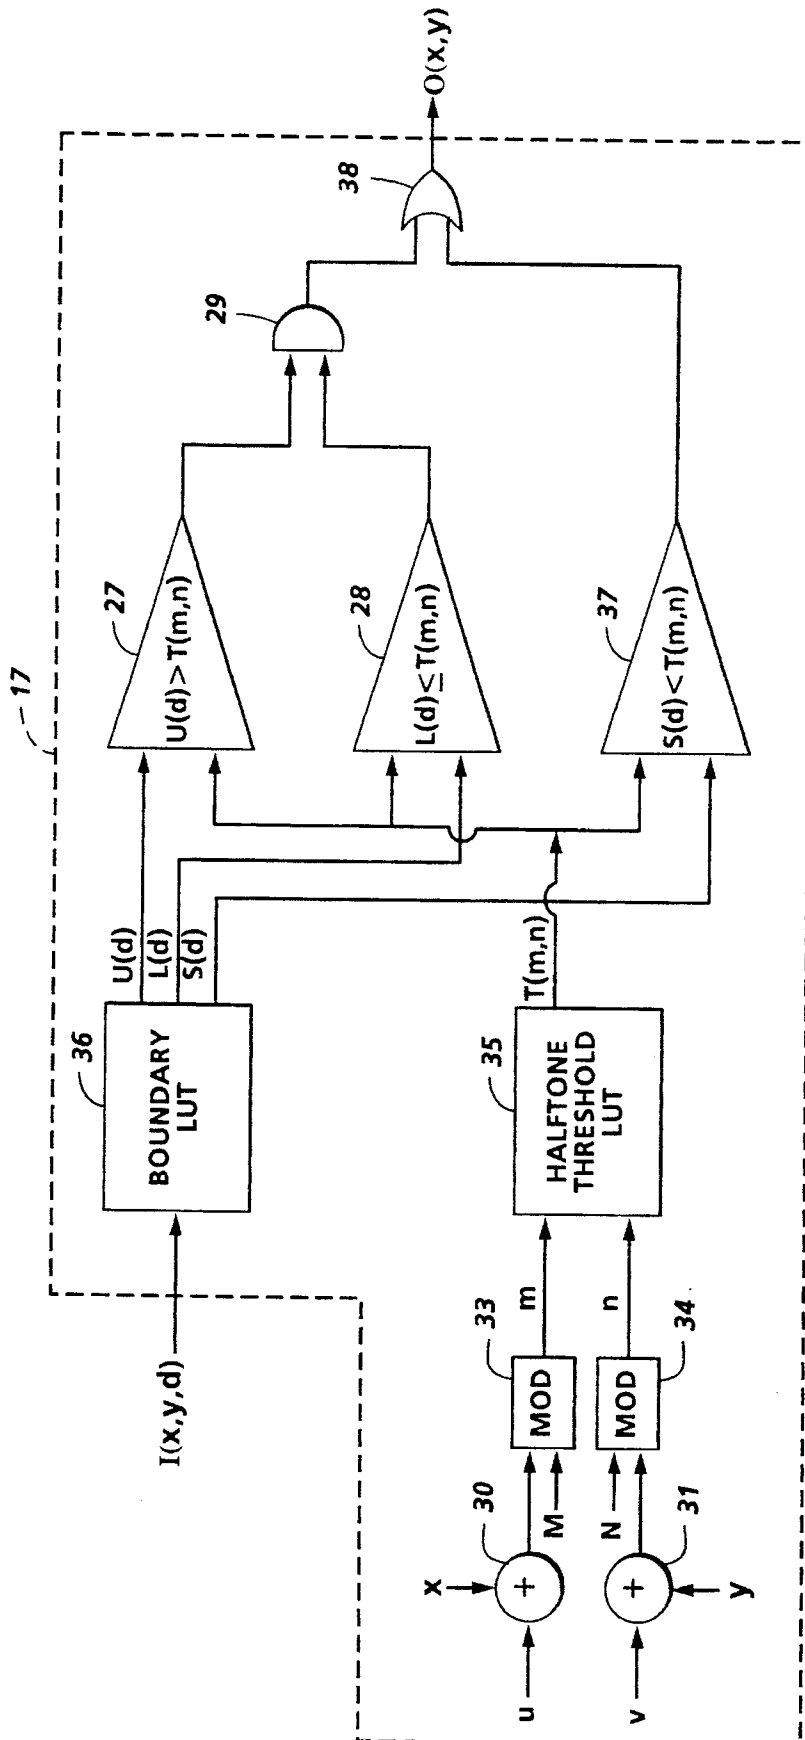 17
I(x,y,d)
36
BOUNDARY
LUT
U(d)
L(d)
S(d)
27
U(d) > T(m,n)
28
L(d) ≤ T(m,n)
37
S(d) < T(m,n)
29
38
O(x,y)
x
u
30
M
33
MOD
m
v
y
31
N
34
MOD
n
35
HALFTONE
THRESHOLD
LUT
T(m,n)
+
+